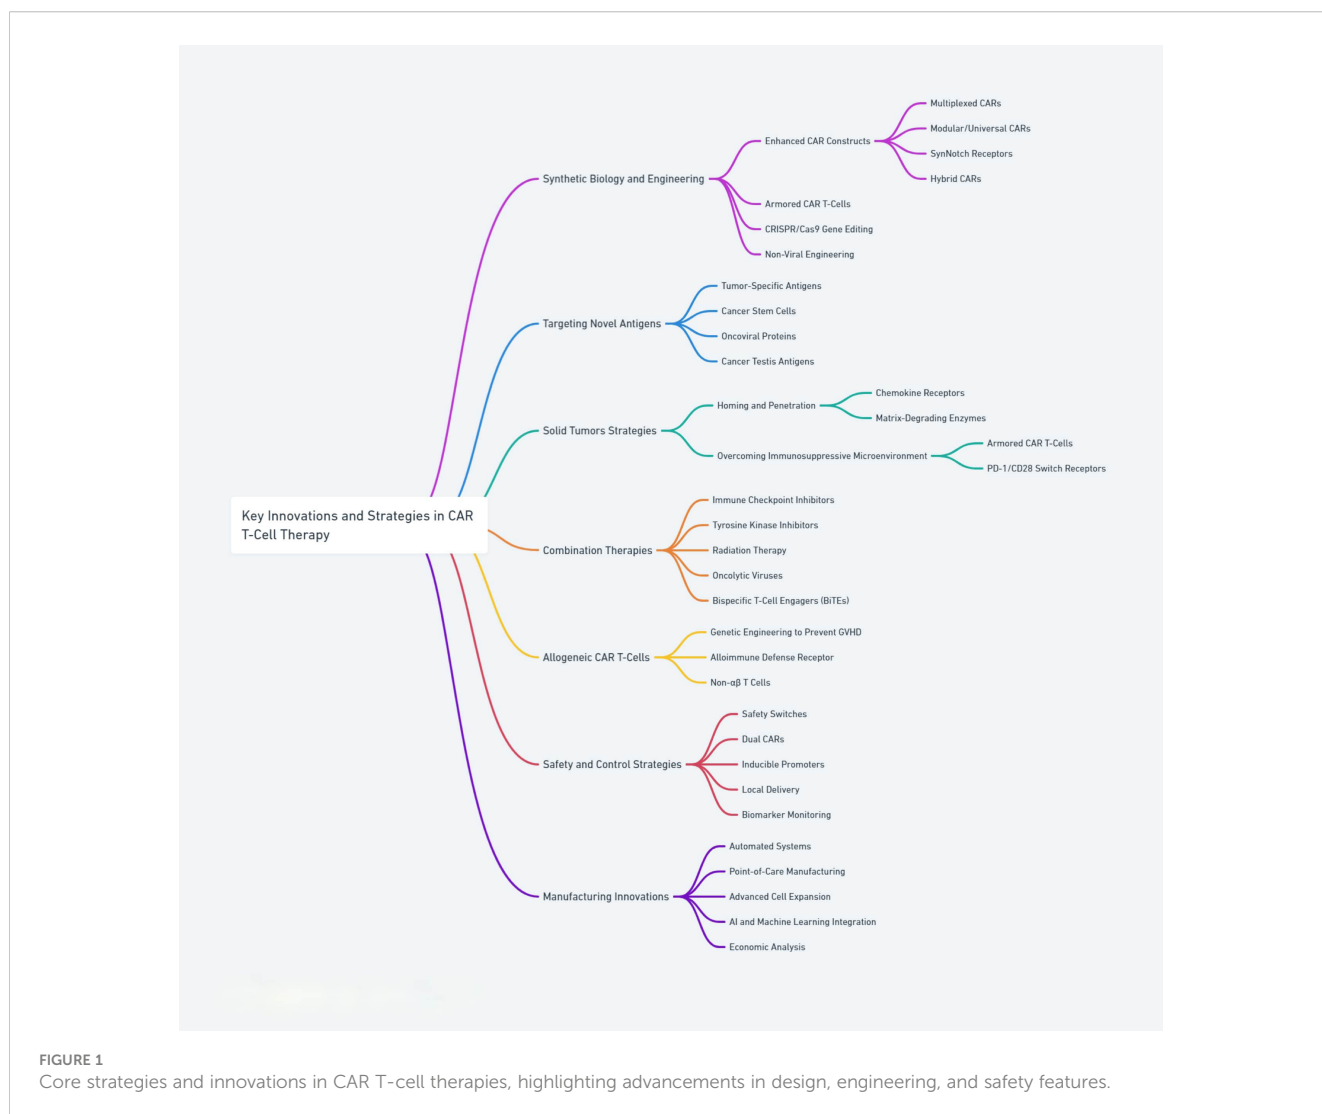 Key Innovations and Strategies in CAR
T-Cell Therapy
Synthetic Biology and Engineering
Enhanced CAR Constructs
Multiplexed CARs
Modular/Universal CARs
SynNotch Receptors
Hybrid CARs
Armored CAR T-Cells
CRISPR/Cas9 Gene Editing
Non-Viral Engineering
Targeting Novel Antigens
Tumor-Specific Antigens
Cancer Stem Cells
Oncoviral Proteins
Cancer Testis Antigens
Solid Tumors Strategies
Homing and Penetration
Chemokine Receptors
Matrix-Degrading Enzymes
Overcoming Immunosuppressive Microenvironment
Armored CAR T-Cells
PD-1/CD28 Switch Receptors
Combination Therapies
Immune Checkpoint Inhibitors
Tyrosine Kinase Inhibitors
Radiation Therapy
Oncolytic Viruses
Bispecific T-Cell Engagers (BiTEs)
Allogeneic CAR T-Cells
Genetic Engineering to Prevent GVHD
Alloimmune Defense Receptor
Non-αβ T Cells
Safety and Control Strategies
Safety Switches
Dual CARs
Inducible Promoters
Local Delivery
Biomarker Monitoring
Manufacturing Innovations
Automated Systems
Point-of-Care Manufacturing
Advanced Cell Expansion
AI and Machine Learning Integration
Economic Analysis
FIGURE 1
Core strategies and innovations in CAR T-cell therapies, highlighting advancements in design, engineering, and safety features.